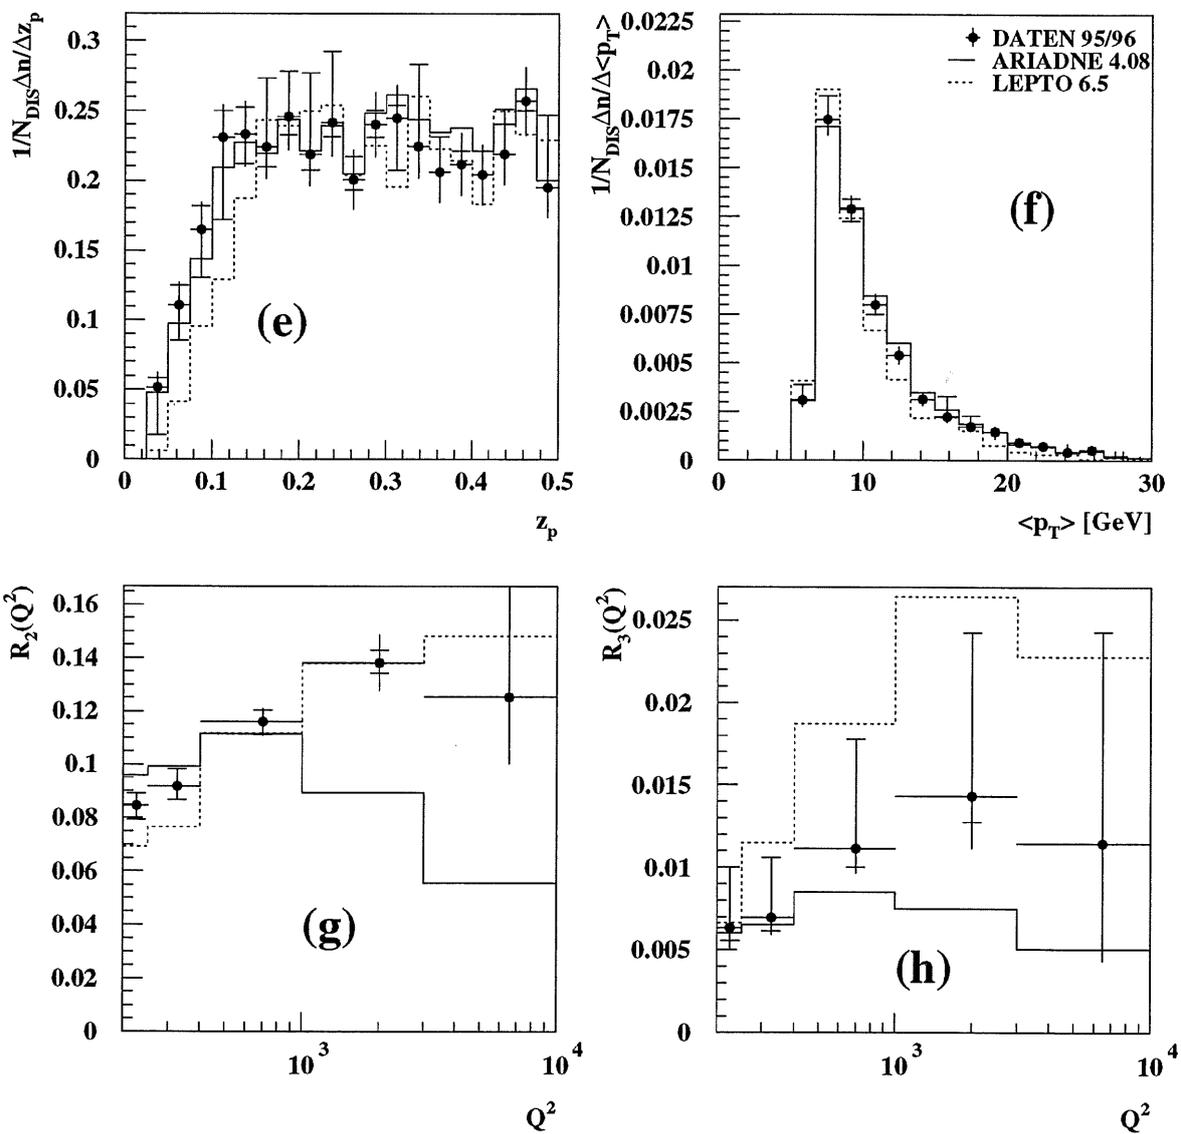 1/N_DIS Δn/Δz_p
0.3
0.25
0.2
0.15
0.1
0.05
0
(e)
0 0.1 0.2 0.3 0.4 0.5
z_p
1/N_DIS Δn/Δ<p_T>
0.0225
0.02
0.0175
0.015
0.0125
0.01
0.0075
0.005
0.0025
0
DATEN 95/96
ARIADNE 4.08
LEPTO 6.5
(f)
0 10 20 30
<p_T> [GeV]
R_2(Q^2)
0.16
0.14
0.12
0.1
0.08
0.06
0.04
0.02
0
(g)
10^3 10^4
Q^2
R_3(Q^2)
0.025
0.02
0.015
0.01
0.005
0
(h)
10^3 10^4
Q^2